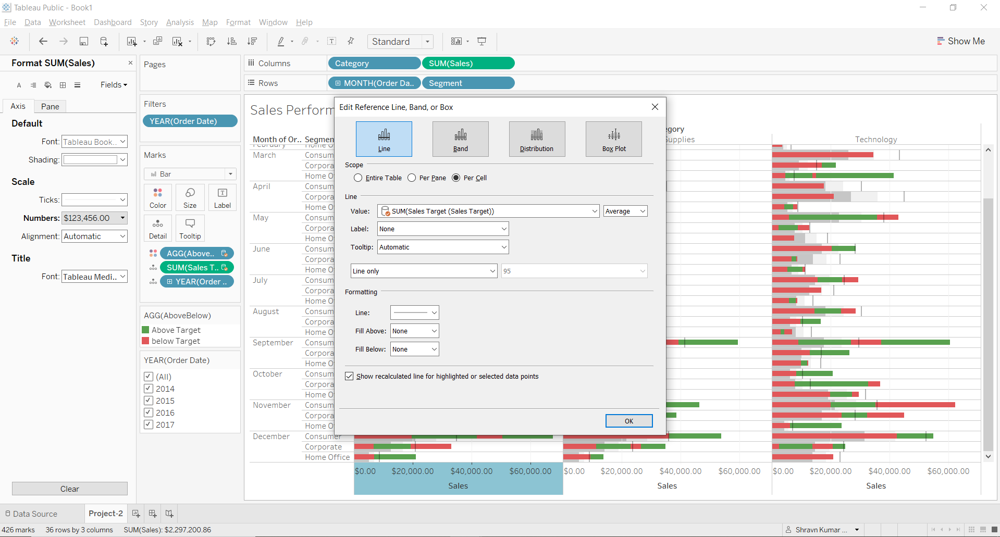 Tableau Public - Book1
File Data Worksheet Dashboard Story Analysis Map Format Window Help
Standard
Show Me
Format SUM(Sales)
Fields
Axis Pane
Default
Font: Tableau Book..
Shading:
Scale
Ticks:
Numbers: $123,456.00
Alignment: Automatic
Title
Font: Tableau Medi..
Clear
Pages
Filters
YEAR(Order Date)
Marks
Bar
Color Size Label
Detail Tooltip
AGG(Above..
SUM(Sales T..
YEAR(Order ..
AGG(AboveBelow)
Above Target
below Target
YEAR(Order Date)
(All)
2014
2015
2016
2017
Columns Category SUM(Sales)
Rows MONTH(Order Da.. Segment
Sales Perform
egory
Month of Or.. Segmen Supplies Technology
February Home O
March Consum
Corpora
Home O
April Consum
Corpora
Home O
May Consum
Corpora
Home O
June Consum
Corpora
Home O
July Consum
Corpora
Home O
August Consum
Corpora
Home O
September Consum
Corpora
Home O
October Consum
Corpora
Home O
November Consum
Corpora
Home O
December Consumer
Corporate
Home Office
$0.00 $20,000.00 $40,000.00 $60,000.00 $0.00 $20,000.00 $40,000.00 $60,000.00 $0.00 $20,000.00 $40,000.00 $60,000.00
Sales Sales Sales
Edit Reference Line, Band, or Box
Line Band Distribution Box Plot
Scope
Entire Table Per Pane Per Cell
Line
Value: SUM(Sales Target (Sales Target)) Average
Label: None
Tooltip: Automatic
Line only 95
Formatting
Line:
Fill Above: None
Fill Below: None
Show recalculated line for highlighted or selected data points
OK
Data Source Project-2
426 marks 36 rows by 3 columns SUM(Sales): $2,297,200.86 Shravn Kumar ...